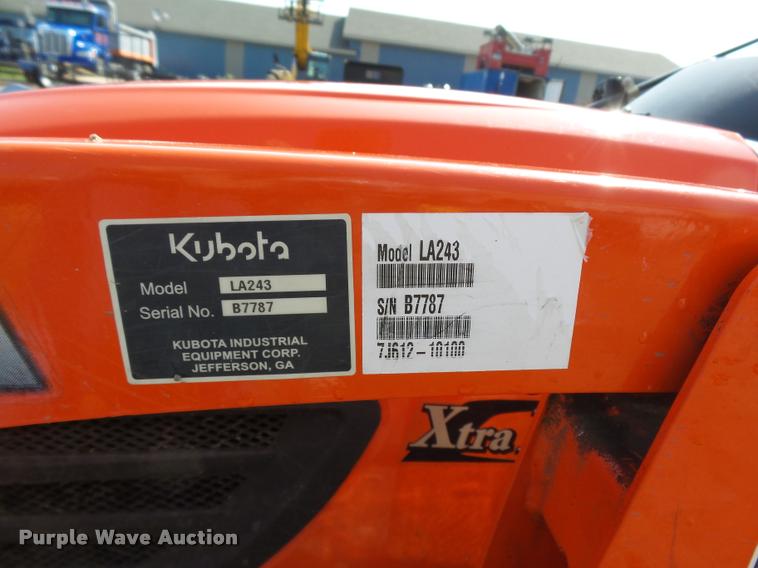 Kubota
Model LA243
Serial No. B7787
KUBOTA INDUSTRIAL
EQUIPMENT CORP.
JEFFERSON, GA
Model LA243
S/N B7787
7J612-10100
Xtra
Purple Wave Auction